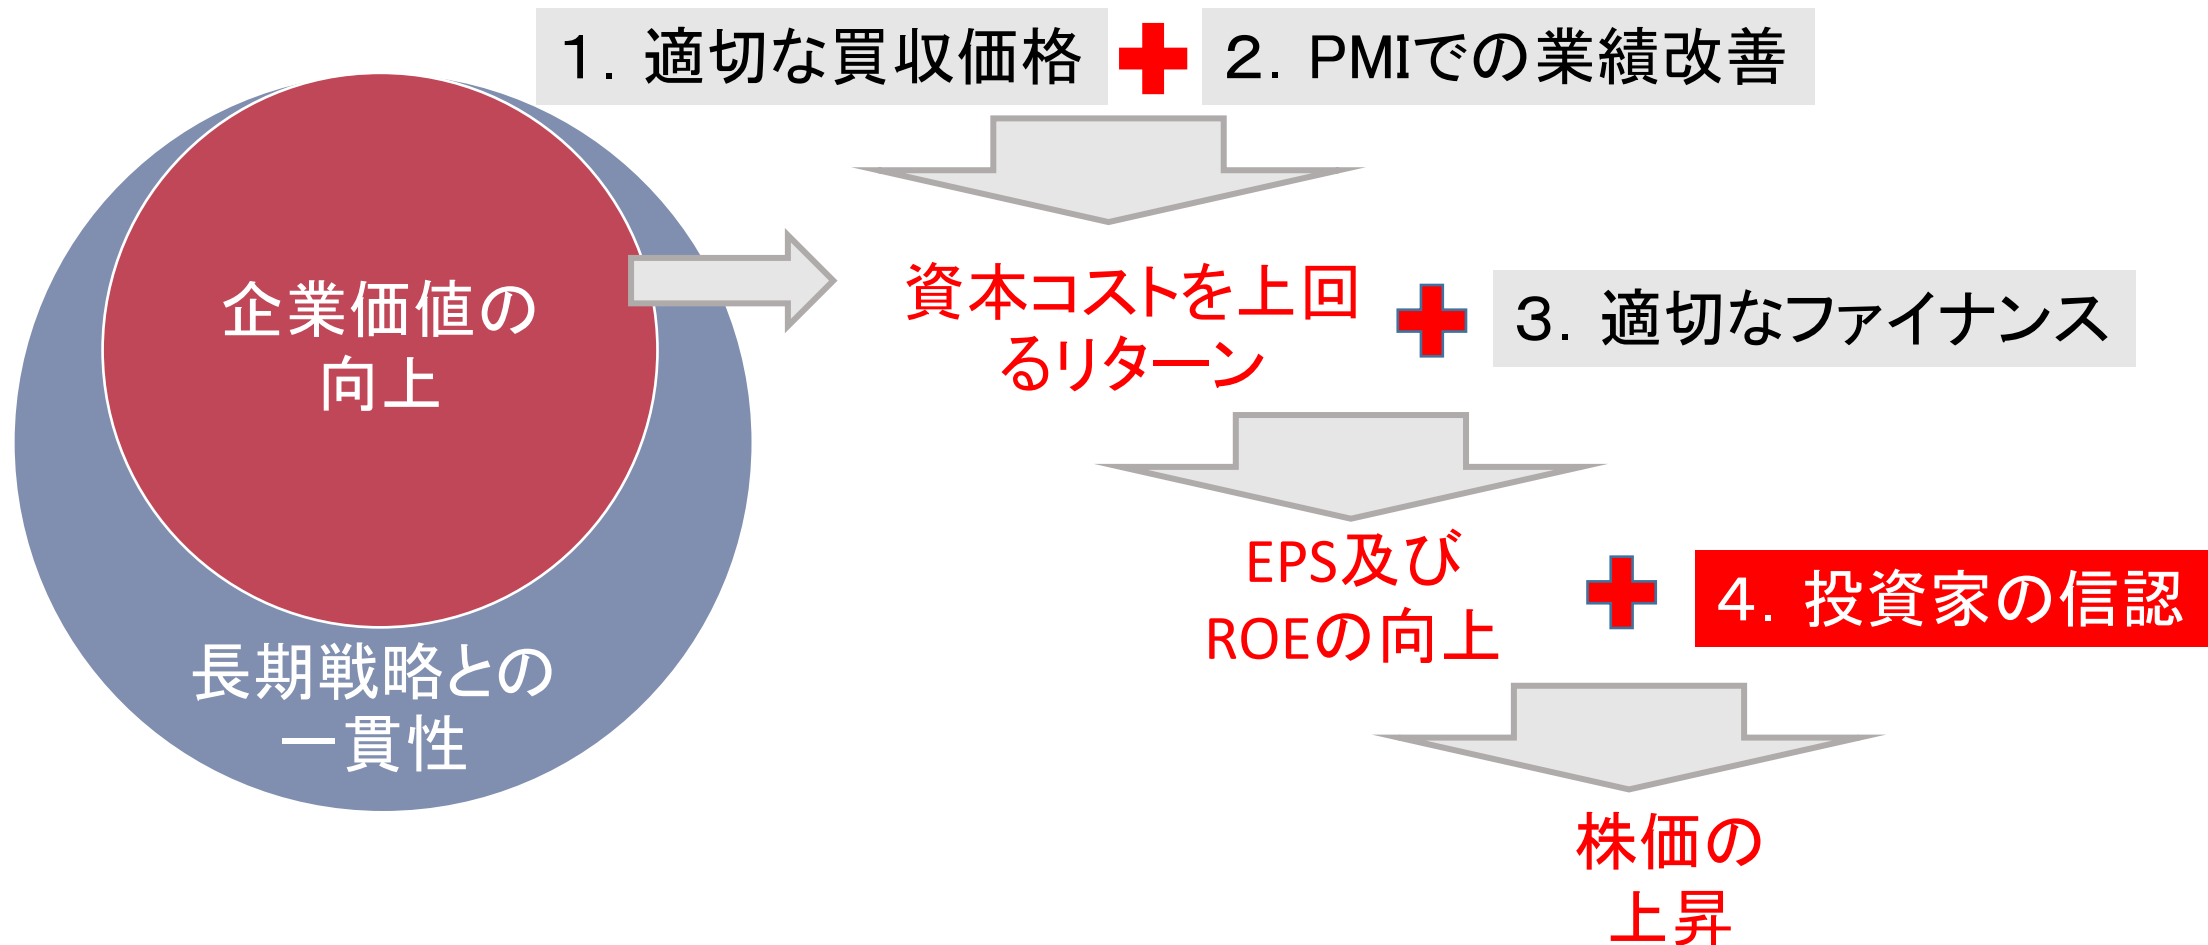 １．適切な買収価格
２．PMIでの業績改善
企業価値の
向上
長期戦略との
一貫性
資本コストを上回
るリターン
３．適切なファイナンス
EPS及び
ROEの向上
４．投資家の信認
株価の
上昇